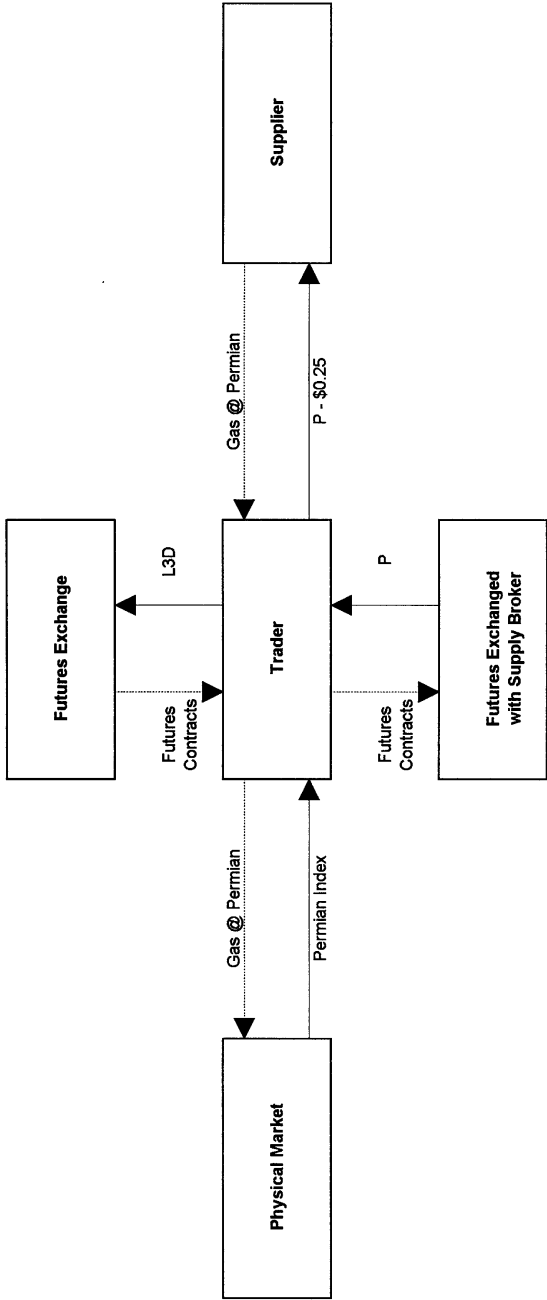 Futures Exchange
Futures
Contracts
L3D
Physical Market
Gas @ Permian
Permian Index
Trader
Gas @ Permian
P - $0.25
Supplier
Futures
Contracts
P
Futures Exchanged
with Supply Broker